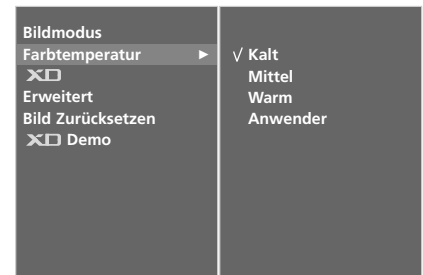 Bildmodus
Farbtemperatur ►
XD
Erweitert
Bild Zurücksetzen
XD Demo
√ Kalt
Mittel
Warm
Anwender